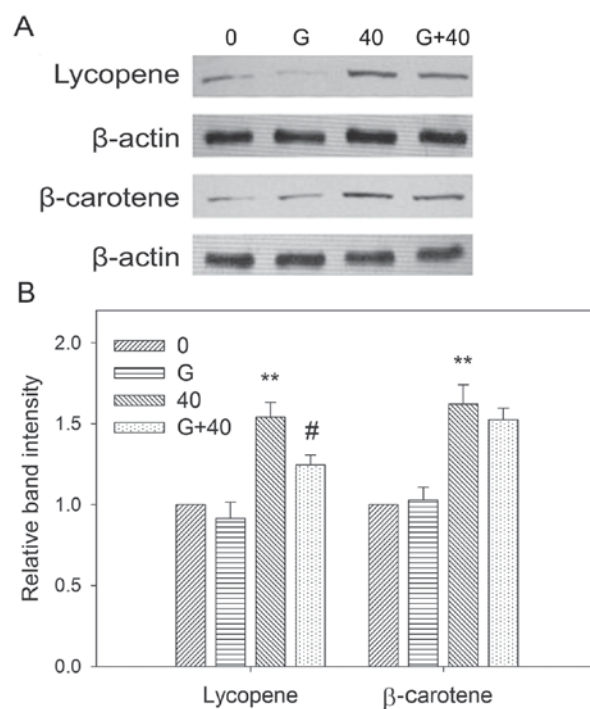 A
0 G 40 G+40
Lycopene
β-actin
β-carotene
β-actin
B
2.0
1.5
1.0
0.5
0.0
Relative band intensity
0
G
40
G+40
**
#
**
Lycopene β-carotene